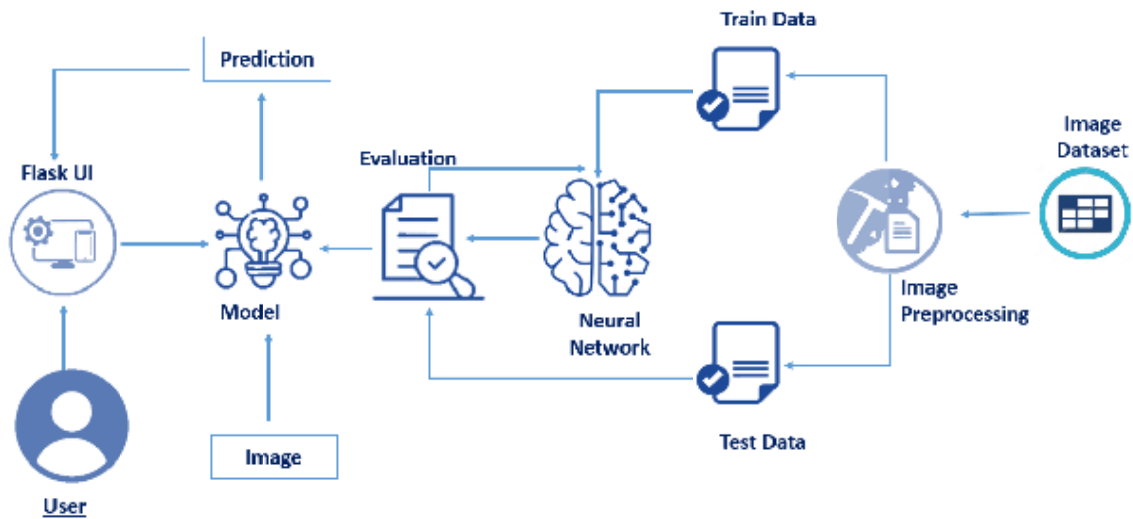 Train Data
Prediction
Image
Dataset
Evaluation
Flask UI
Model
Image
Preprocessing
Neural
Network
Test Data
Image
User